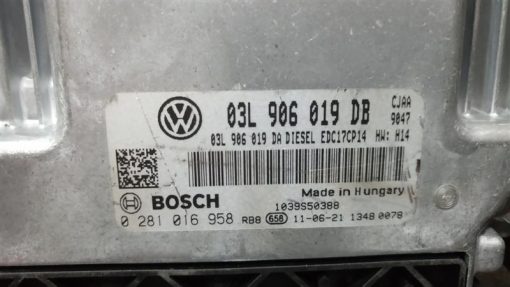 03L 906 019 DB CJAA
9047
03L 906 019 DA DIESEL EDC17CP14 HW: H14
Made in Hungary
BOSCH 1039S50388
0 281 016 958 RB8 658 11-06-21 1348 0078